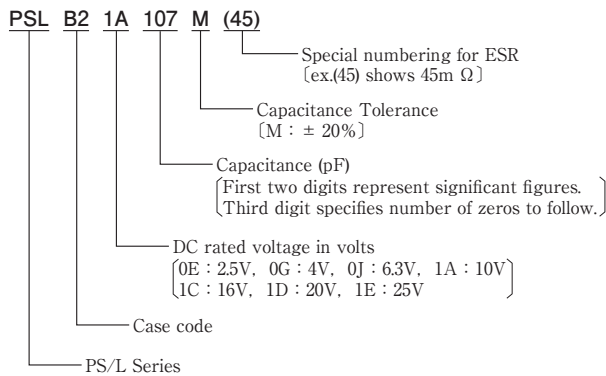 PSL B2 1A 107 M (45)
Special numbering for ESR
〔ex.(45) shows 45m Ω〕
Capacitance Tolerance
〔M : ± 20%〕
Capacitance (pF)
First two digits represent significant figures.
Third digit specifies number of zeros to follow.
DC rated voltage in volts
0E : 2.5V, 0G : 4V, 0J : 6.3V, 1A : 10V
1C : 16V, 1D : 20V, 1E : 25V
Case code
PS/L Series